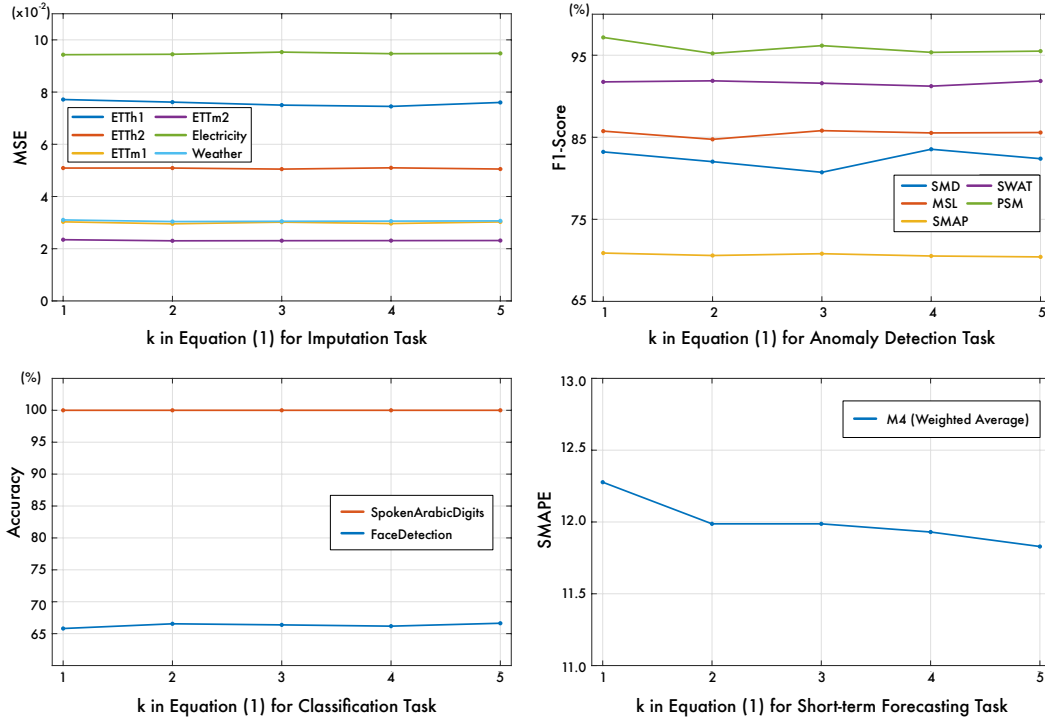 (×10⁻²)
10
8
6
4
2
0
MSE
ETTh1
ETTm2
ETTh2
Electricity
ETTm1
Weather
1 2 3 4 5
k in Equation (1) for Imputation Task
(%)
95
85
75
65
F1-Score
SMD
SWAT
MSL
PSM
SMAP
1 2 3 4 5
k in Equation (1) for Anomaly Detection Task
(%)
100
95
90
85
80
75
70
65
Accuracy
SpokenArabicDigits
FaceDetection
1 2 3 4 5
k in Equation (1) for Classification Task
13.0
12.5
12.0
11.5
11.0
SMAPE
M4 (Weighted Average)
1 2 3 4 5
k in Equation (1) for Short-term Forecasting Task